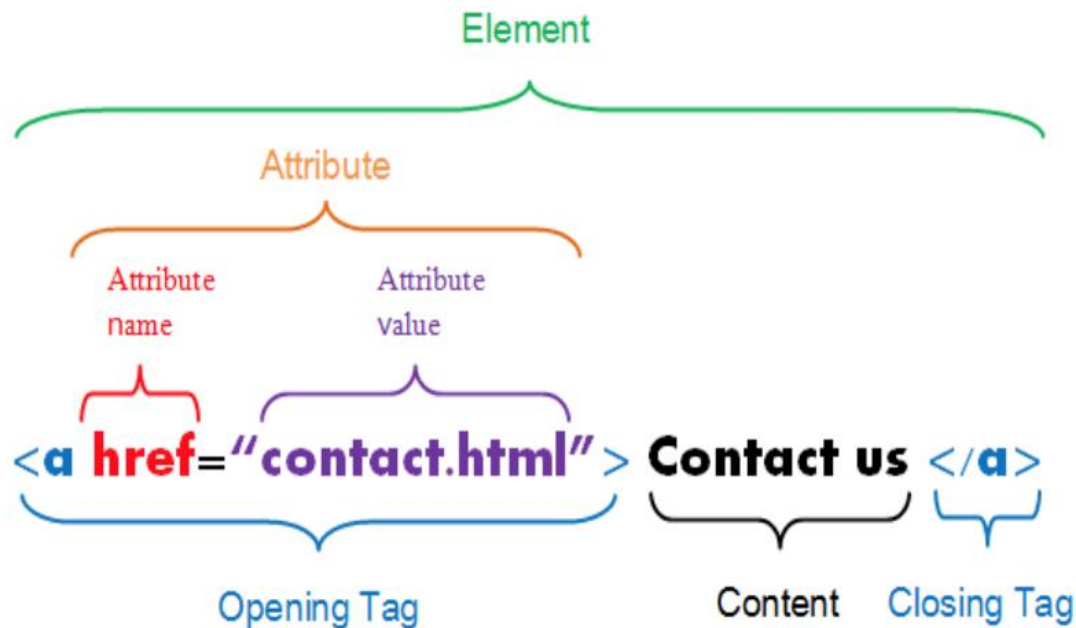 Element
Attribute
Attribute
name
Attribute
value
<a href=“contact.html”> Contact us </a>
Opening Tag
Content
Closing Tag